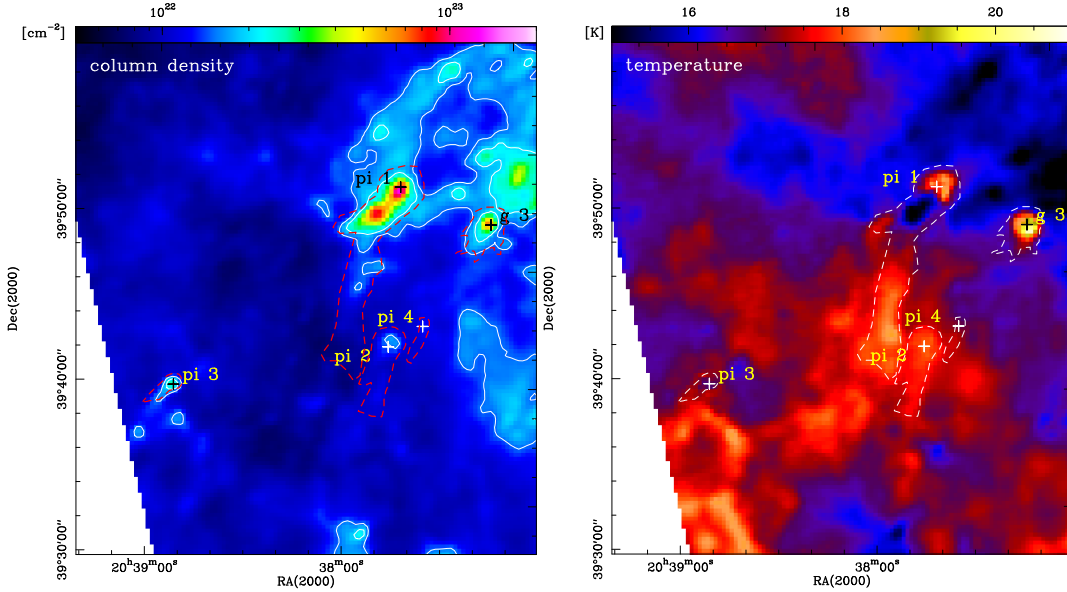 10²² 10²³
[cm⁻²]
column density
pi 1
g 3
pi 4
pi 2
pi 3
39°50'00''
39°40'00''
39°30'00''
Dec(2000)
20ʰ39ᵐ00ˢ 38ᵐ00ˢ
RA(2000)
16 18 20
[K]
temperature
pi 1
g 3
pi 4
pi 2
pi 3
39°50'00''
39°40'00''
39°30'00''
Dec(2000)
20ʰ39ᵐ00ˢ 38ᵐ00ˢ
RA(2000)